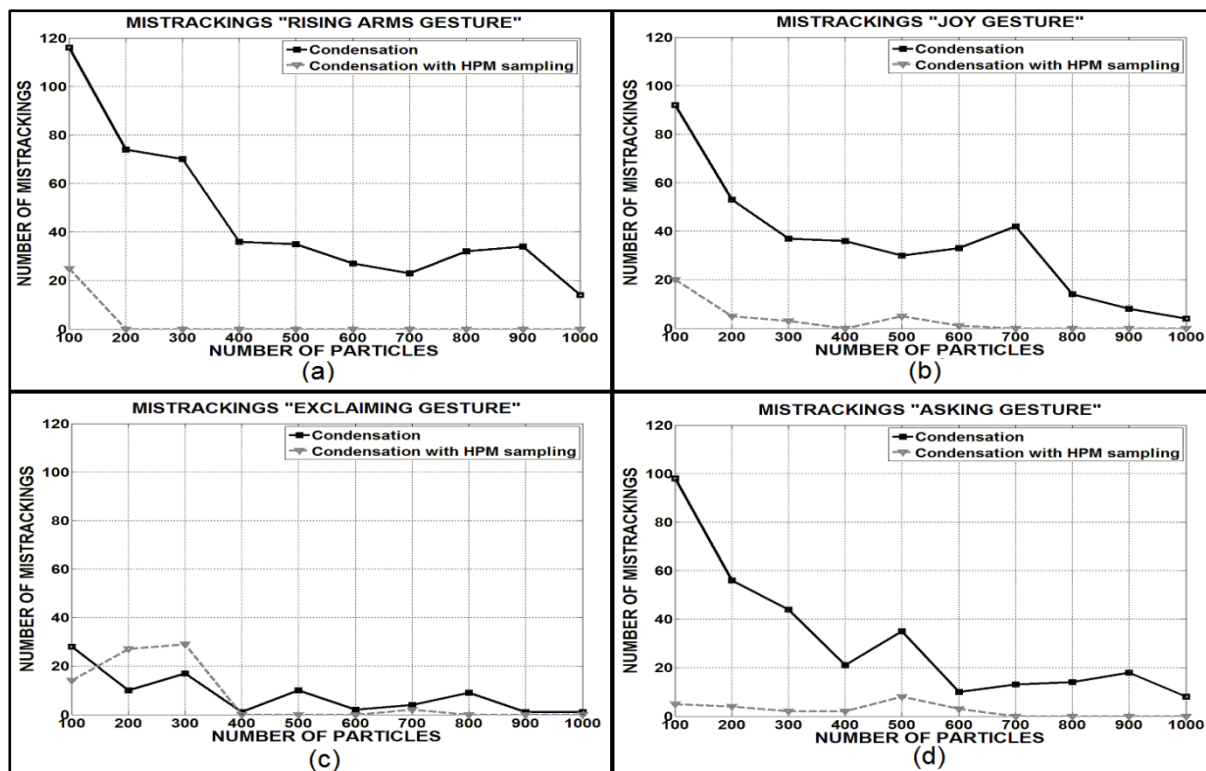 MISTRACKINGS "RISING ARMS GESTURE"
120
100
80
60
40
20
0
NUMBER OF MISTRACKINGS
Condensation
Condensation with HPM sampling
100 200 300 400 500 600 700 800 900 1000
NUMBER OF PARTICLES
(a)
MISTRACKINGS "JOY GESTURE"
120
100
80
60
40
20
0
NUMBER OF MISTRACKINGS
Condensation
Condensation with HPM sampling
100 200 300 400 500 600 700 800 900 1000
NUMBER OF PARTICLES
(b)
MISTRACKINGS "EXCLAIMING GESTURE"
120
100
80
60
40
20
0
NUMBER OF MISTRACKINGS
Condensation
Condensation with HPM sampling
100 200 300 400 500 600 700 800 900 1000
NUMBER OF PARTICLES
(c)
MISTRACKINGS "ASKING GESTURE"
120
100
80
60
40
20
0
NUMBER OF MISTRACKINGS
Condensation
Condensation with HPM sampling
100 200 300 400 500 600 700 800 900 1000
NUMBER OF PARTICLES
(d)